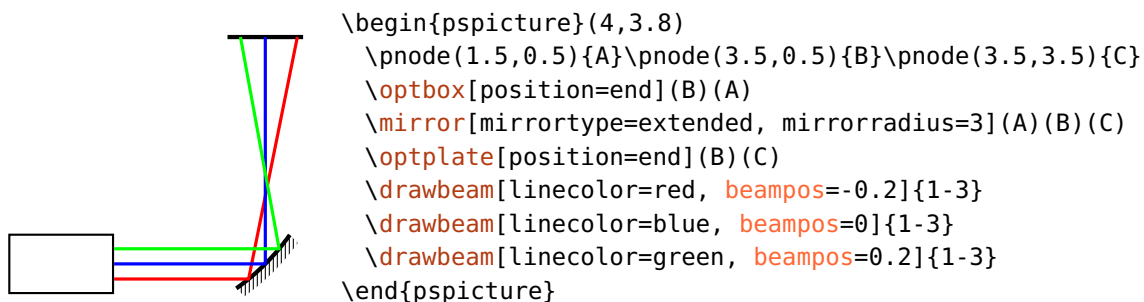 \begin{pspicture}(4,3.8)
  \pnode(1.5,0.5){A}\pnode(3.5,0.5){B}\pnode(3.5,3.5){C}
  \optbox[position=end](B)(A)
  \mirror[mirrortype=extended, mirrorradius=3](A)(B)(C)
  \optplate[position=end](B)(C)
  \drawbeam[linecolor=red, beampos=-0.2]{1-3}
  \drawbeam[linecolor=blue, beampos=0]{1-3}
  \drawbeam[linecolor=green, beampos=0.2]{1-3}
\end{pspicture}